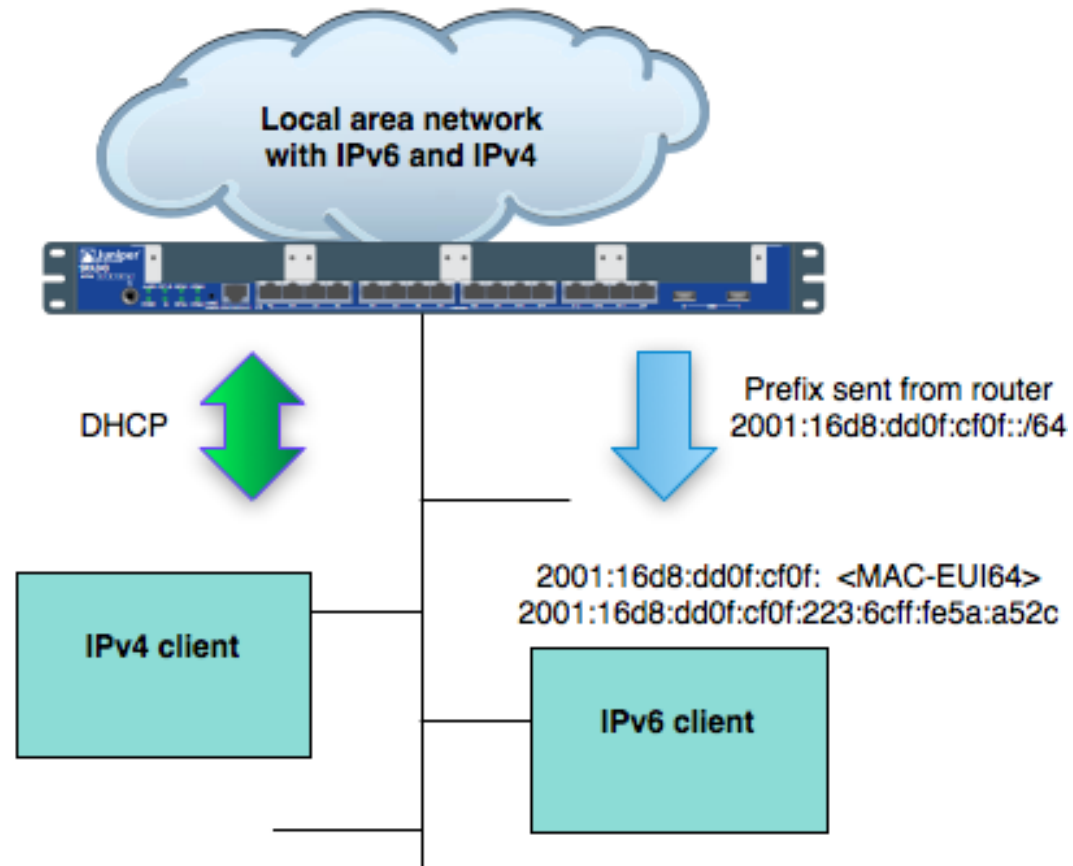 Local area network
with IPv6 and IPv4
Juniper
DHCP
Prefix sent from router
2001:16d8:dd0f:cf0f::/64
2001:16d8:dd0f:cf0f: <MAC-EUI64>
2001:16d8:dd0f:cf0f:223:6cff:fe5a:a52c
IPv4 client
IPv6 client